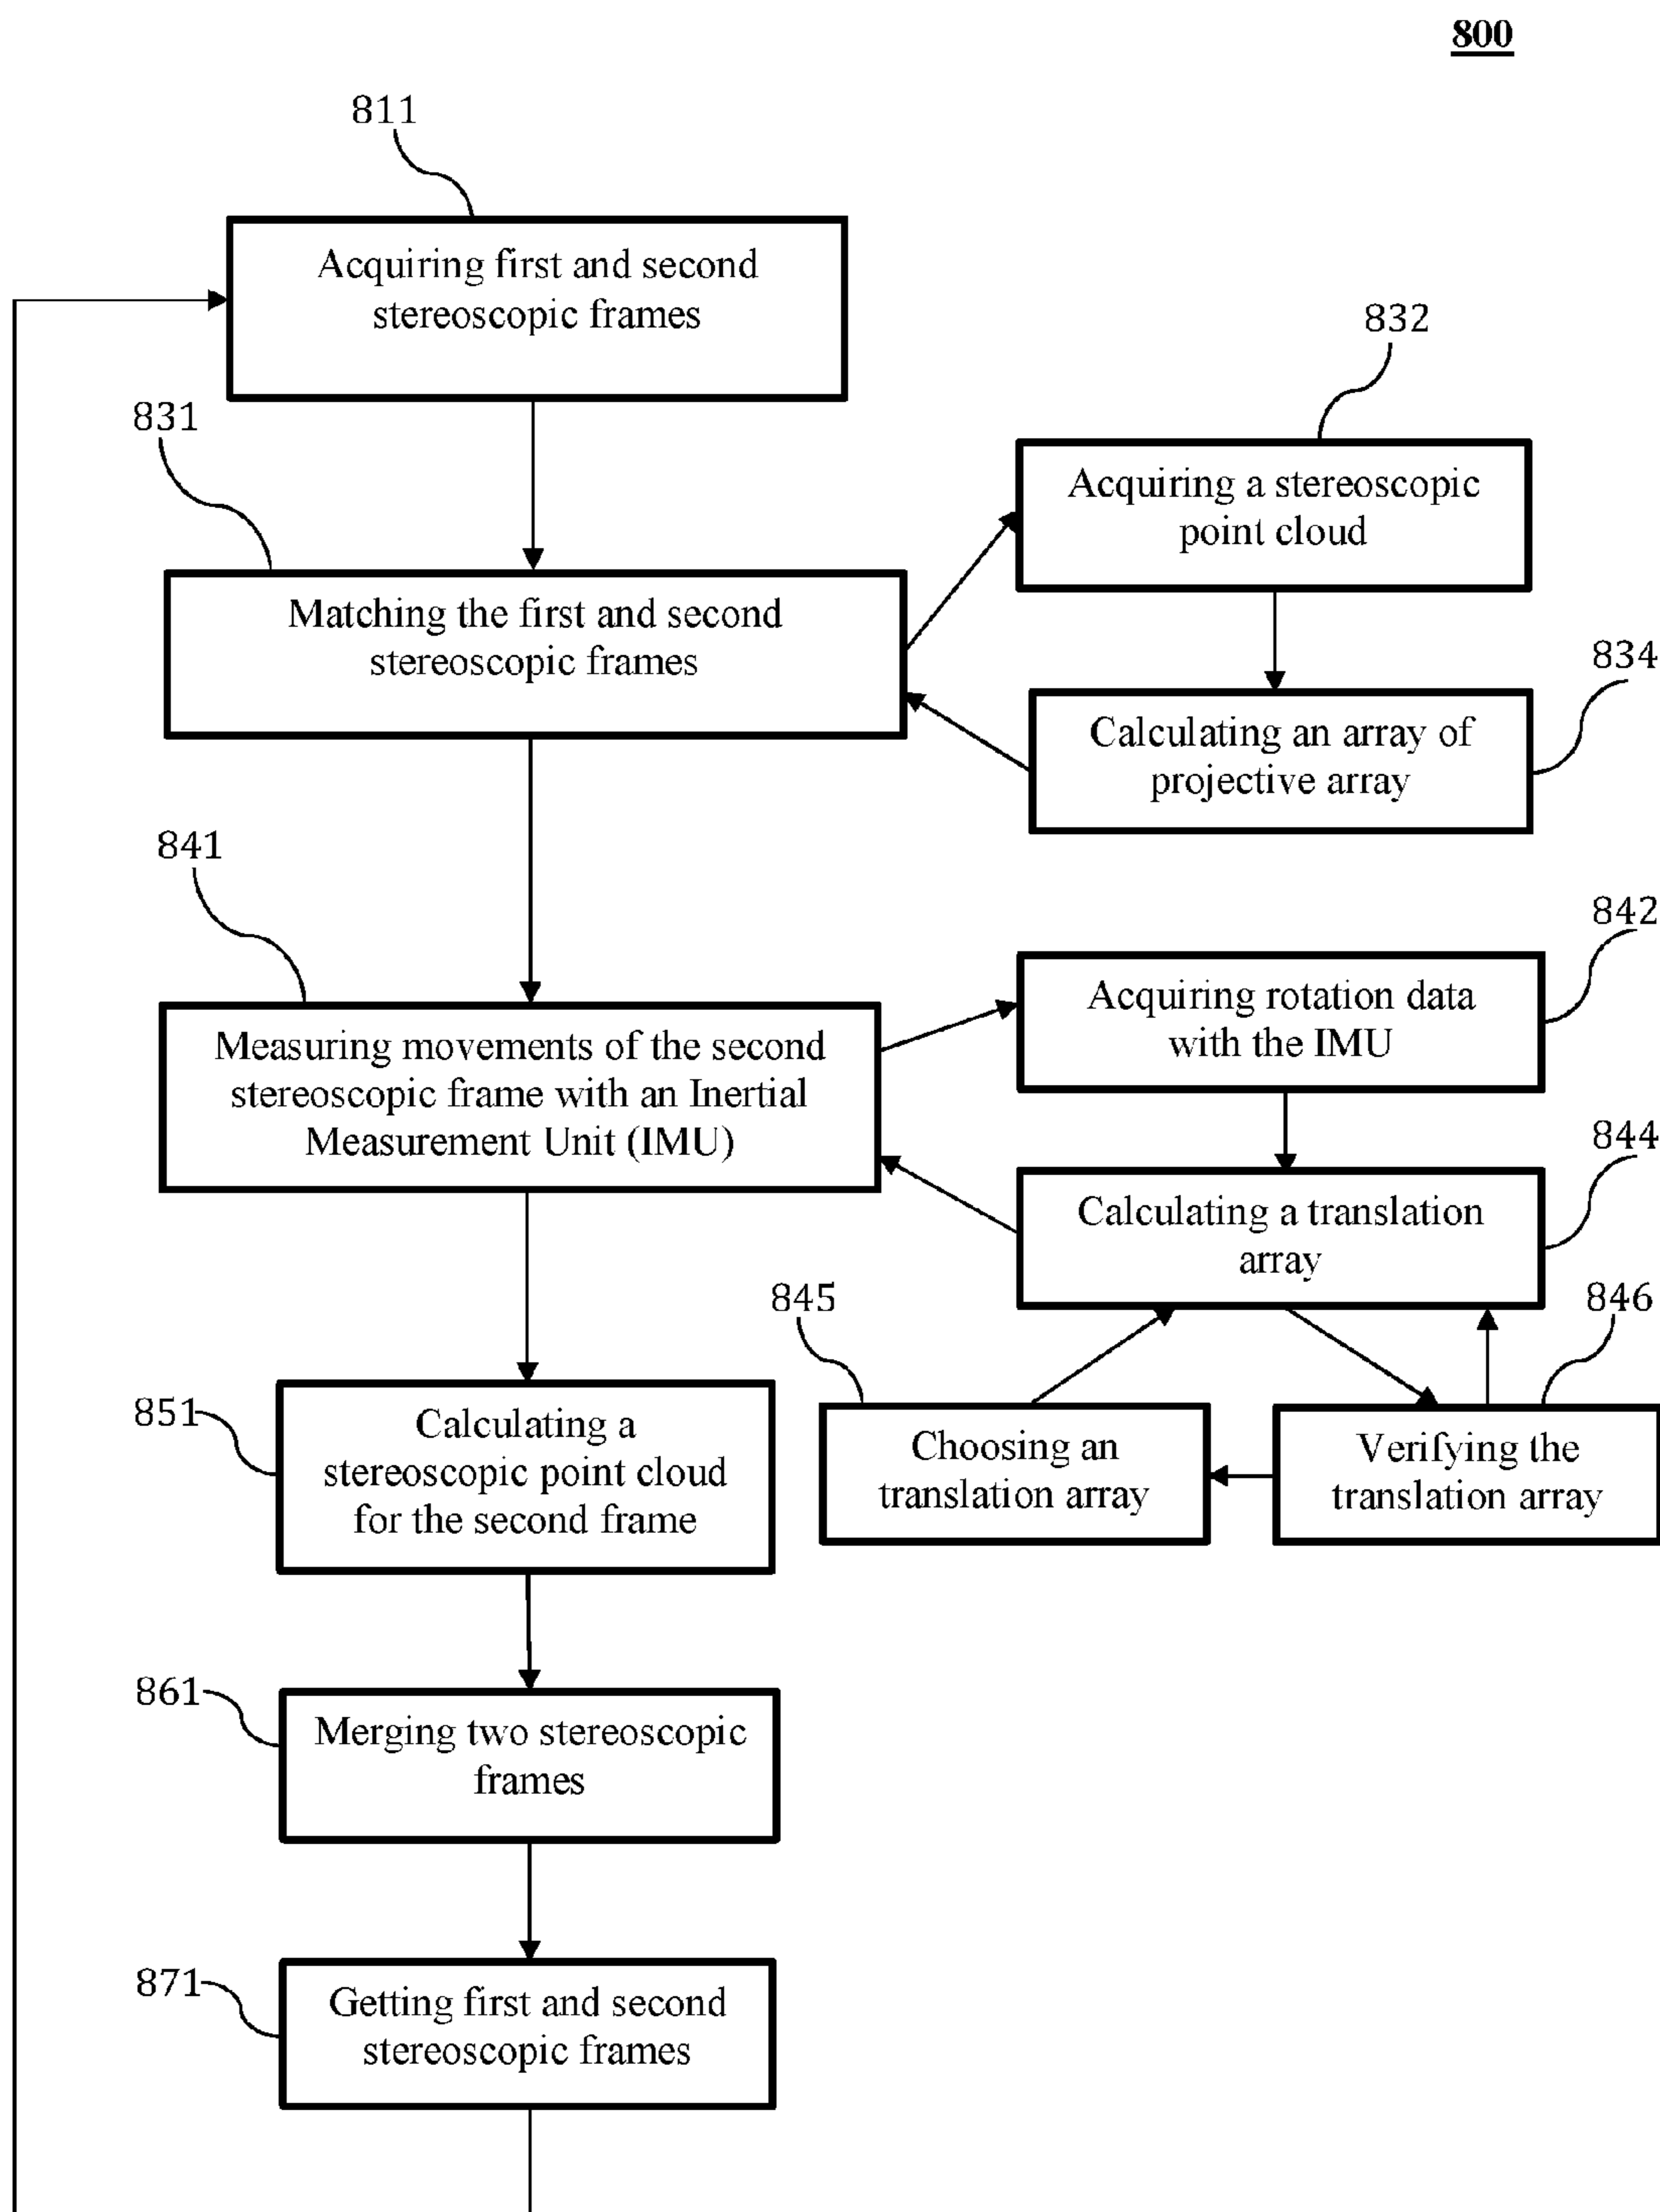 800
811
Acquiring first and second
stereoscopic frames
832
831
Acquiring a stereoscopic
point cloud
Matching the first and second
stereoscopic frames
834
Calculating an array of
projective array
841
842
Acquiring rotation data
with the IMU
Measuring movements of the second
stereoscopic frame with an Inertial
Measurement Unit (IMU)
844
Calculating a translation
array
845
846
851
Calculating a
stereoscopic point cloud
for the second frame
Choosing an
translation array
Verifying the
translation array
861
Merging two stereoscopic
frames
871
Getting first and second
stereoscopic frames